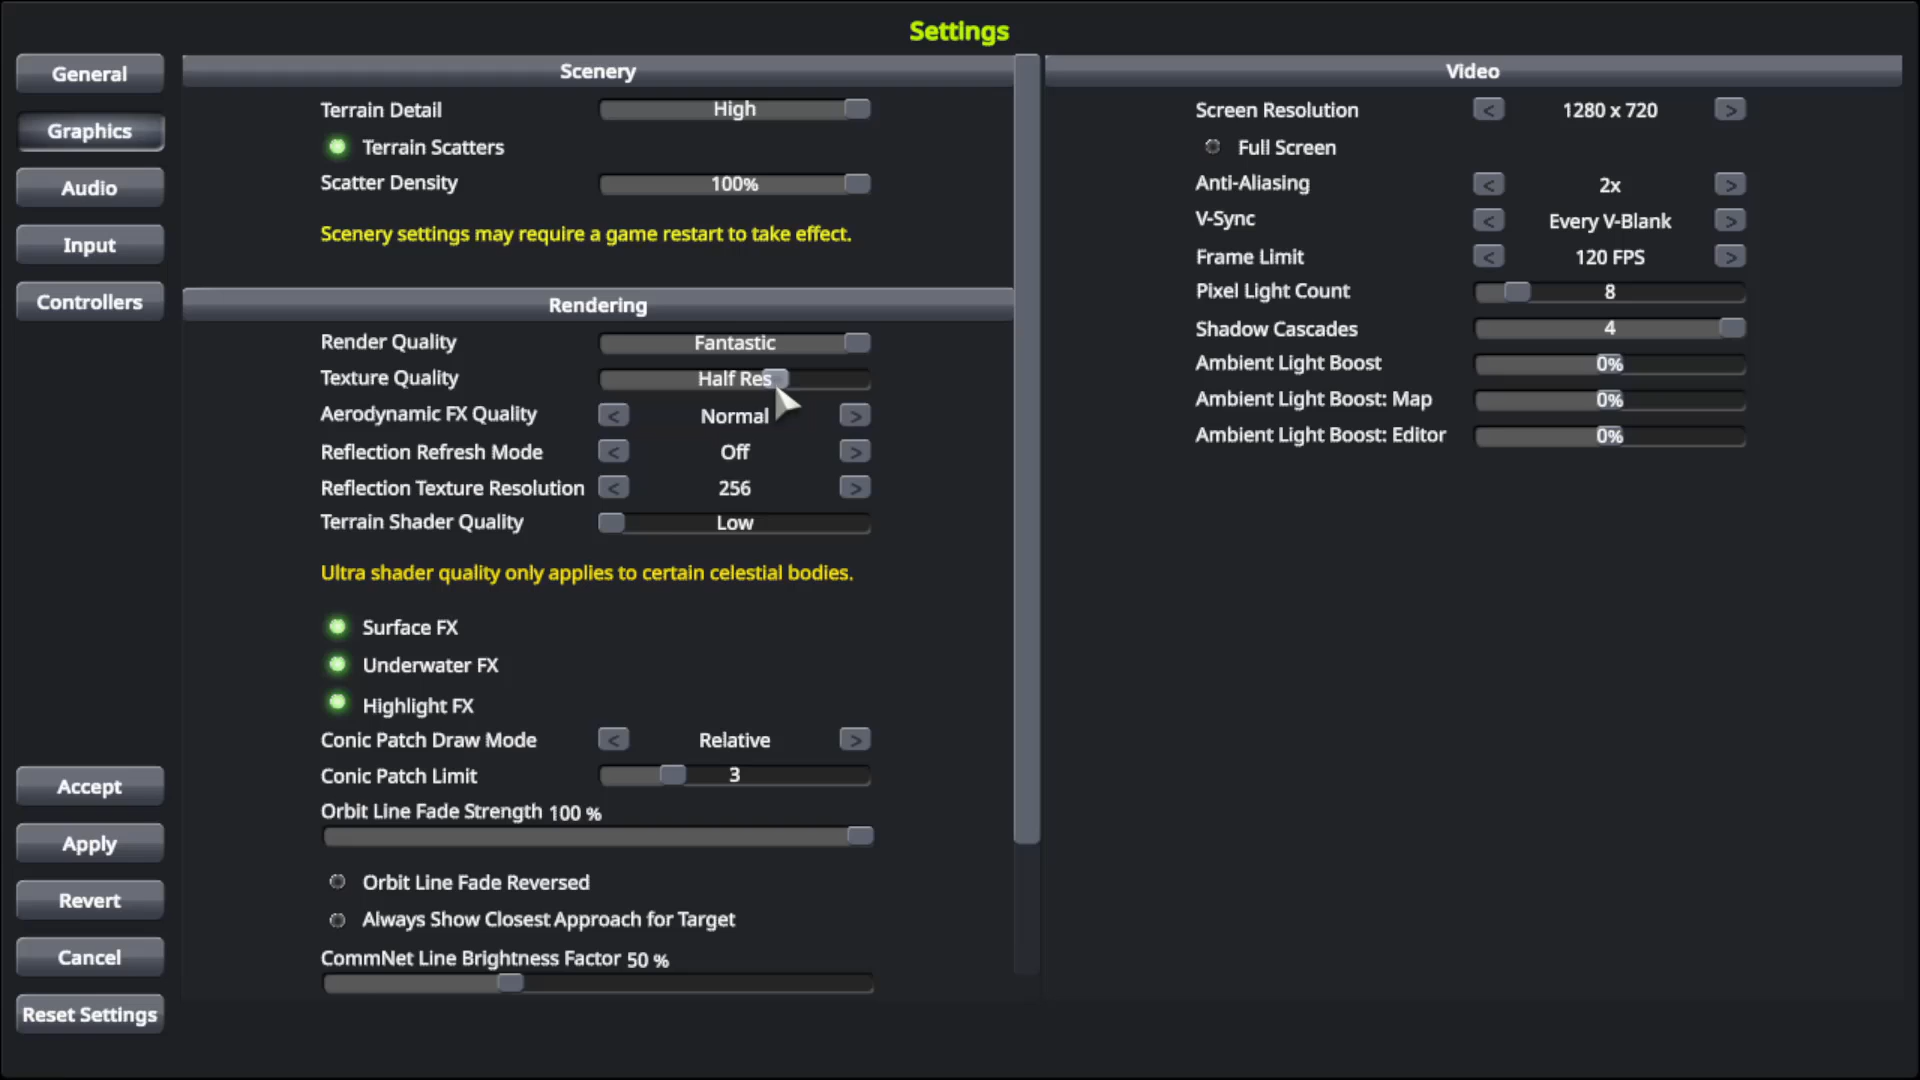 Settings
General
Graphics
Audio
Input
Controllers
Accept
Apply
Revert
Cancel
Reset Settings
Scenery
Terrain Detail High
Terrain Scatters
Scatter Density 100%
Scenery settings may require a game restart to take effect.
Rendering
Render Quality Fantastic
Texture Quality Half Res
Aerodynamic FX Quality < Normal >
Reflection Refresh Mode < Off >
Reflection Texture Resolution < 256 >
Terrain Shader Quality Low
Ultra shader quality only applies to certain celestial bodies.
Surface FX
Underwater FX
Highlight FX
Conic Patch Draw Mode < Relative >
Conic Patch Limit 3
Orbit Line Fade Strength 100 %
Orbit Line Fade Reversed
Always Show Closest Approach for Target
CommNet Line Brightness Factor 50 %
Video
Screen Resolution < 1280 x 720 >
Full Screen
Anti-Aliasing < 2x >
V-Sync < Every V-Blank >
Frame Limit < 120 FPS >
Pixel Light Count 8
Shadow Cascades 4
Ambient Light Boost 0%
Ambient Light Boost: Map 0%
Ambient Light Boost: Editor 0%